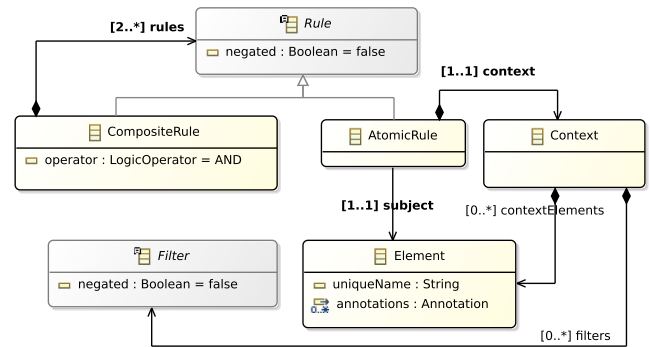 Rule
[2..*] rules
negated : Boolean = false
[1..1] context
CompositeRule
AtomicRule
Context
operator : LogicOperator = AND
[1..1] subject
[0..*] contextElements
Filter
Element
negated : Boolean = false
uniqueName : String
0..* annotations : Annotation
[0..*] filters